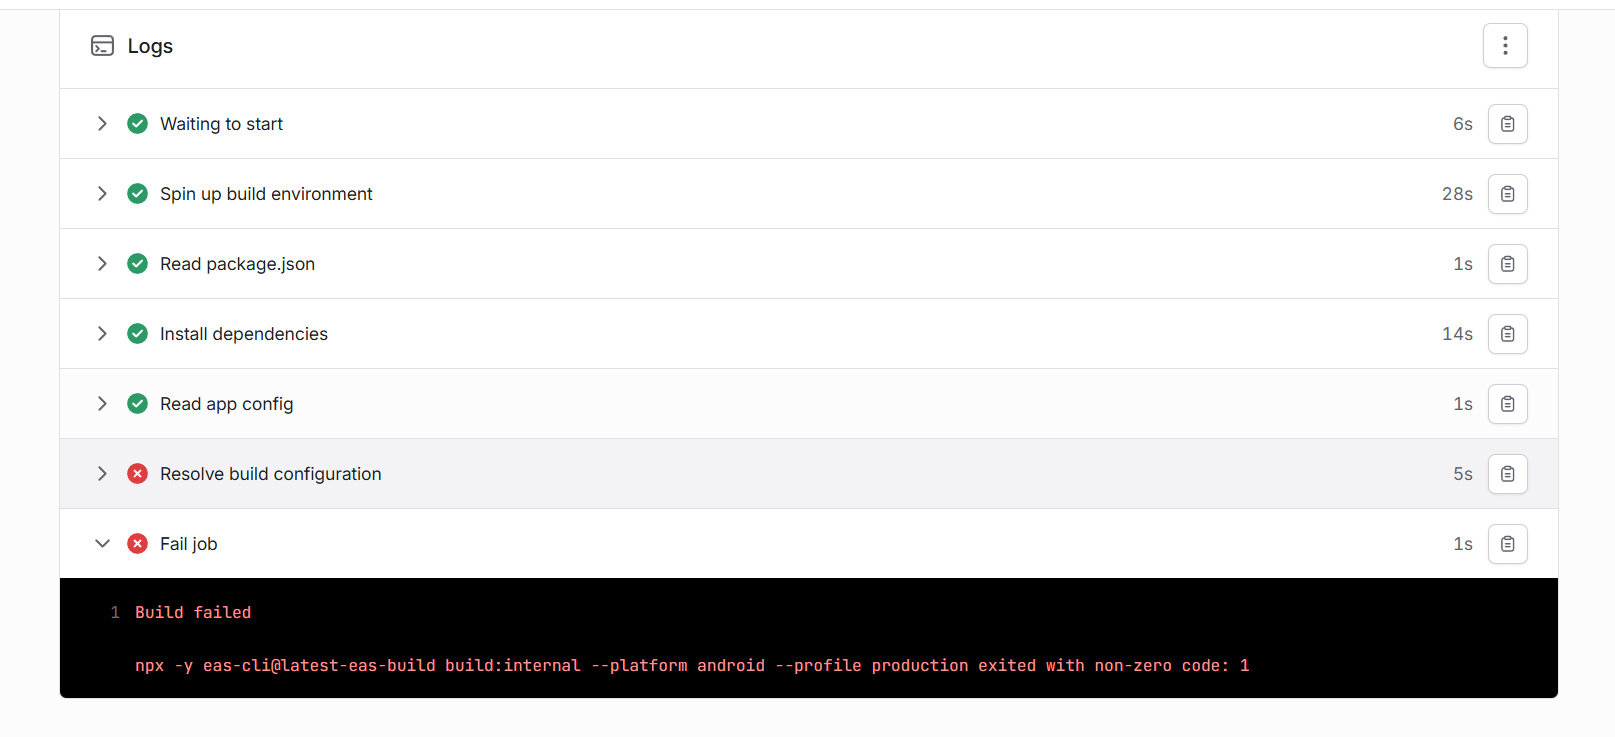 Logs
Waiting to start 6s
Spin up build environment 28s
Read package.json 1s
Install dependencies 14s
Read app config 1s
Resolve build configuration 5s
Fail job 1s
1 Build failed
npx -y eas-cli@latest-eas-build build:internal --platform android --profile production exited with non-zero code: 1